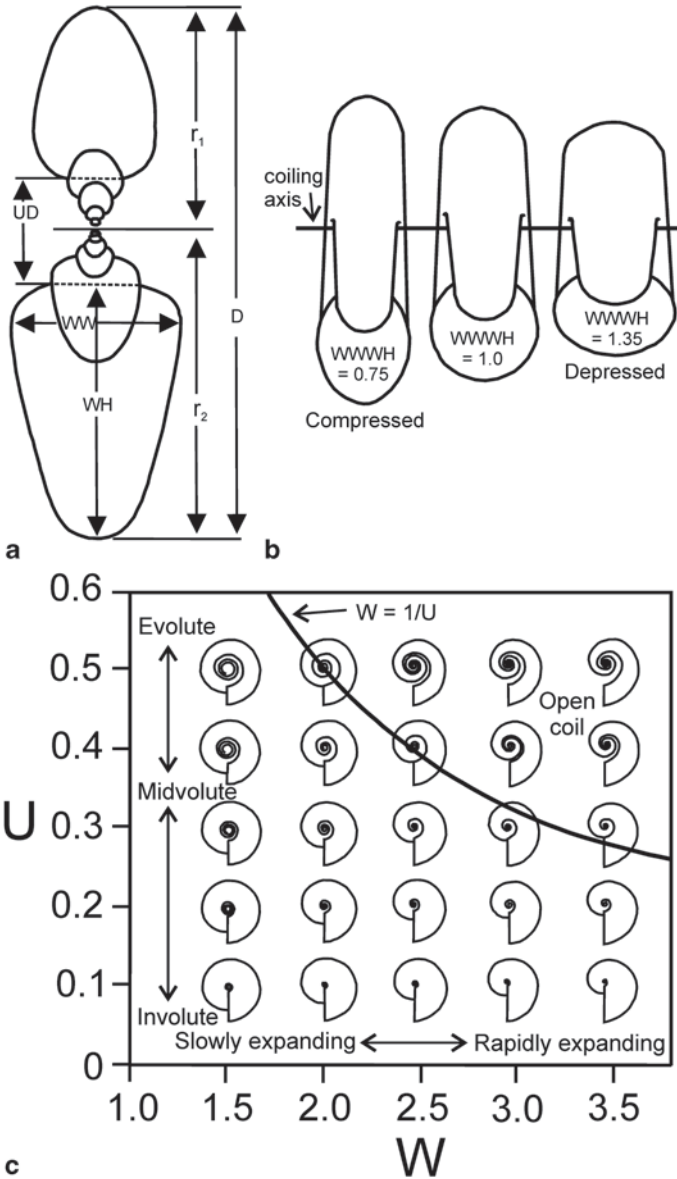 r1
UD
D
WW
WH
r2
a
coiling
axis
WWWH
= 0.75
WWWH
= 1.0
WWWH
= 1.35
Compressed
Depressed
b
0.6
W = 1/U
Evolute
0.5
Open
coil
0.4
Midvolute
U
0.3
0.2
0.1
Involute
Slowly expanding
Rapidly expanding
0
1.0
1.5
2.0
2.5
3.0
3.5
W
c